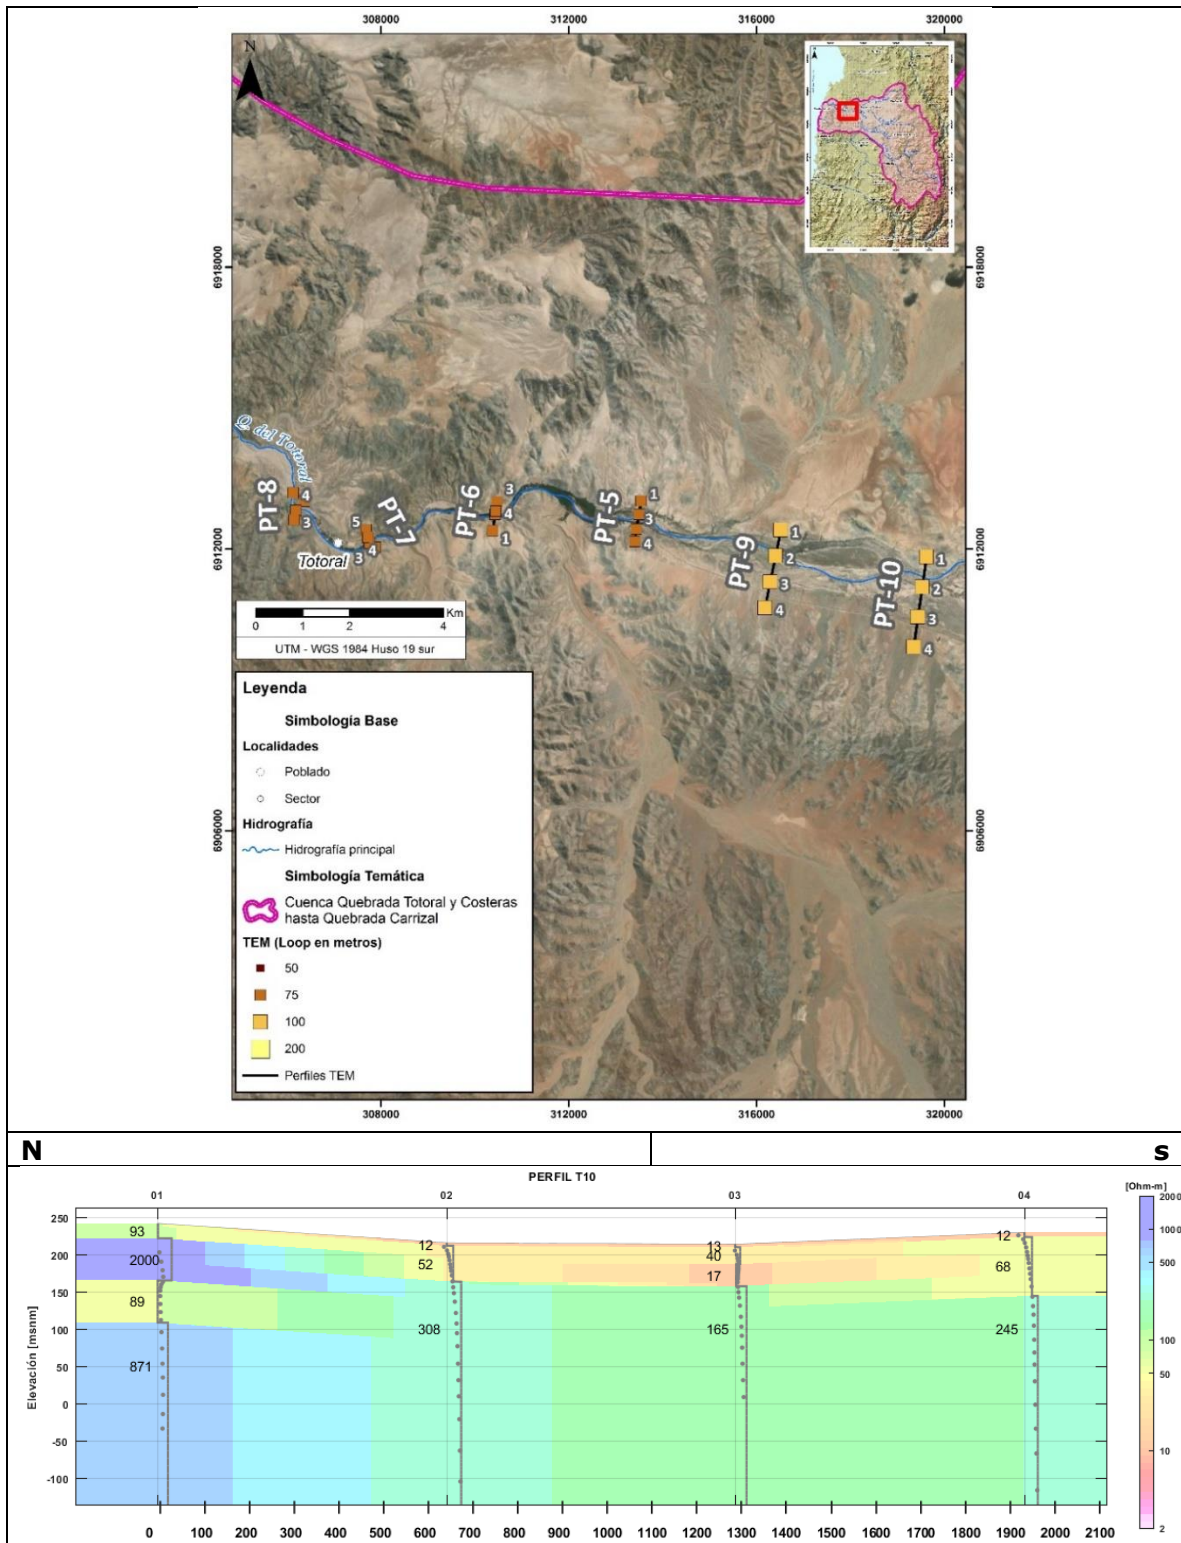 308000 312000 316000 320000
N
6918000 6918000
Q. del Totoral
PT-8
4
3
PT-7
5
4
3
Totoral
PT-6
3
4
1
PT-5
1
3
4
PT-9
1
2
3
4
PT-10
1
2
3
4
6912000 6912000
Km
0 1 2 4
UTM - WGS 1984 Huso 19 sur
Leyenda
Simbología Base
Localidades
Poblado
Sector
Hidrografía
Hidrografía principal
Simbología Temática
Cuenca Quebrada Totoral y Costeras
hasta Quebrada Carrizal
TEM (Loop en metros)
50
75
100
200
Perfiles TEM
6906000 6906000
308000 312000 316000 320000
N S
PERFIL T10
[Ohm-m]
01 02 03 04
Elevación [msnm]
250
200
150
100
50
0
-50
-100
93
2000
89
871
12
52
308
13
40
17
165
12
68
245
2000
1000
500
100
50
10
2
0 100 200 300 400 500 600 700 800 900 1000 1100 1200 1300 1400 1500 1600 1700 1800 1900 2000 2100